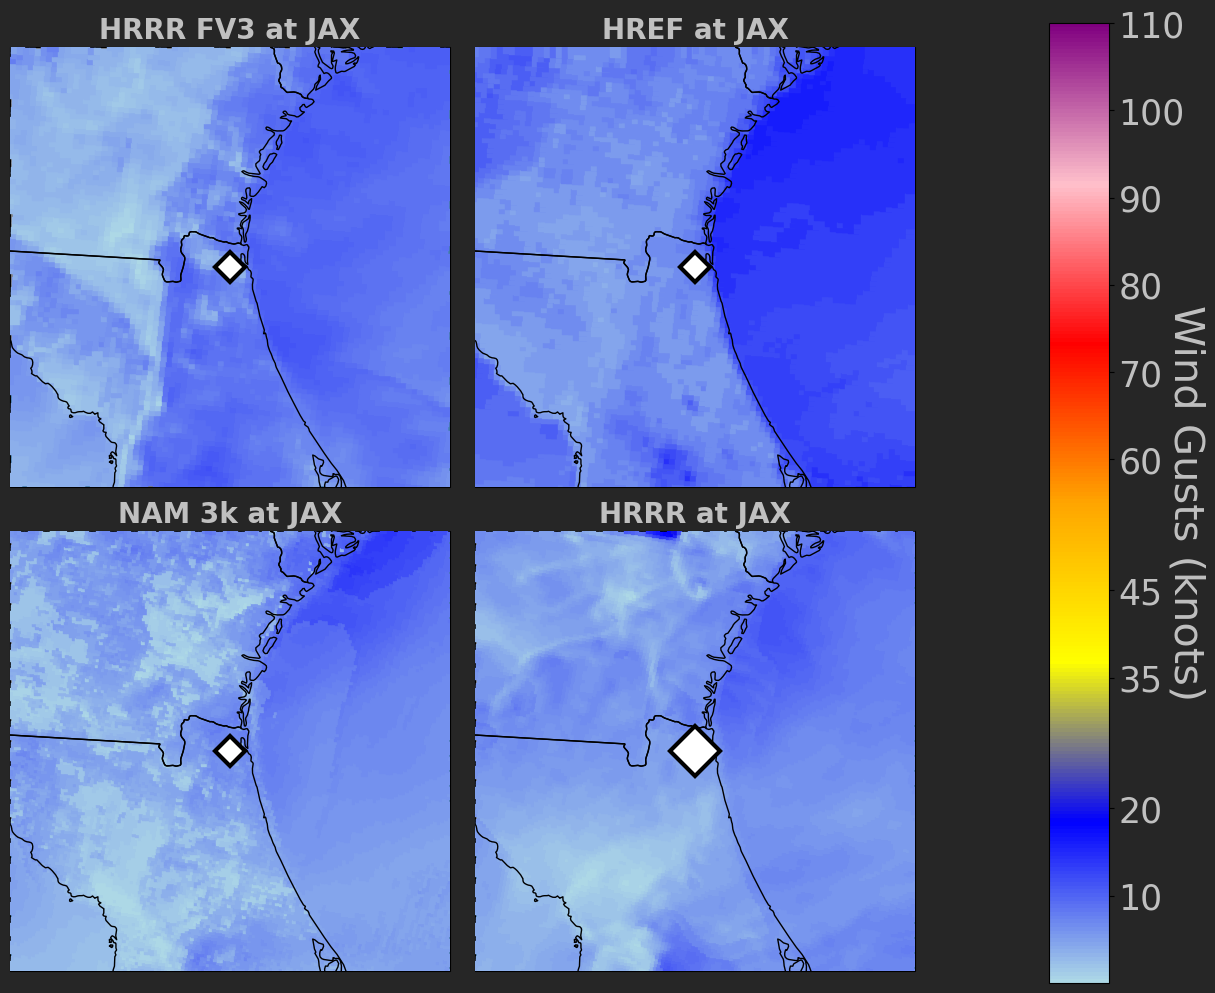 HRRR FV3 at JAX
HREF at JAX
NAM 3k at JAX
HRRR at JAX
110
100
90
80
70
60
45
35
20
10
Wind Gusts (knots)